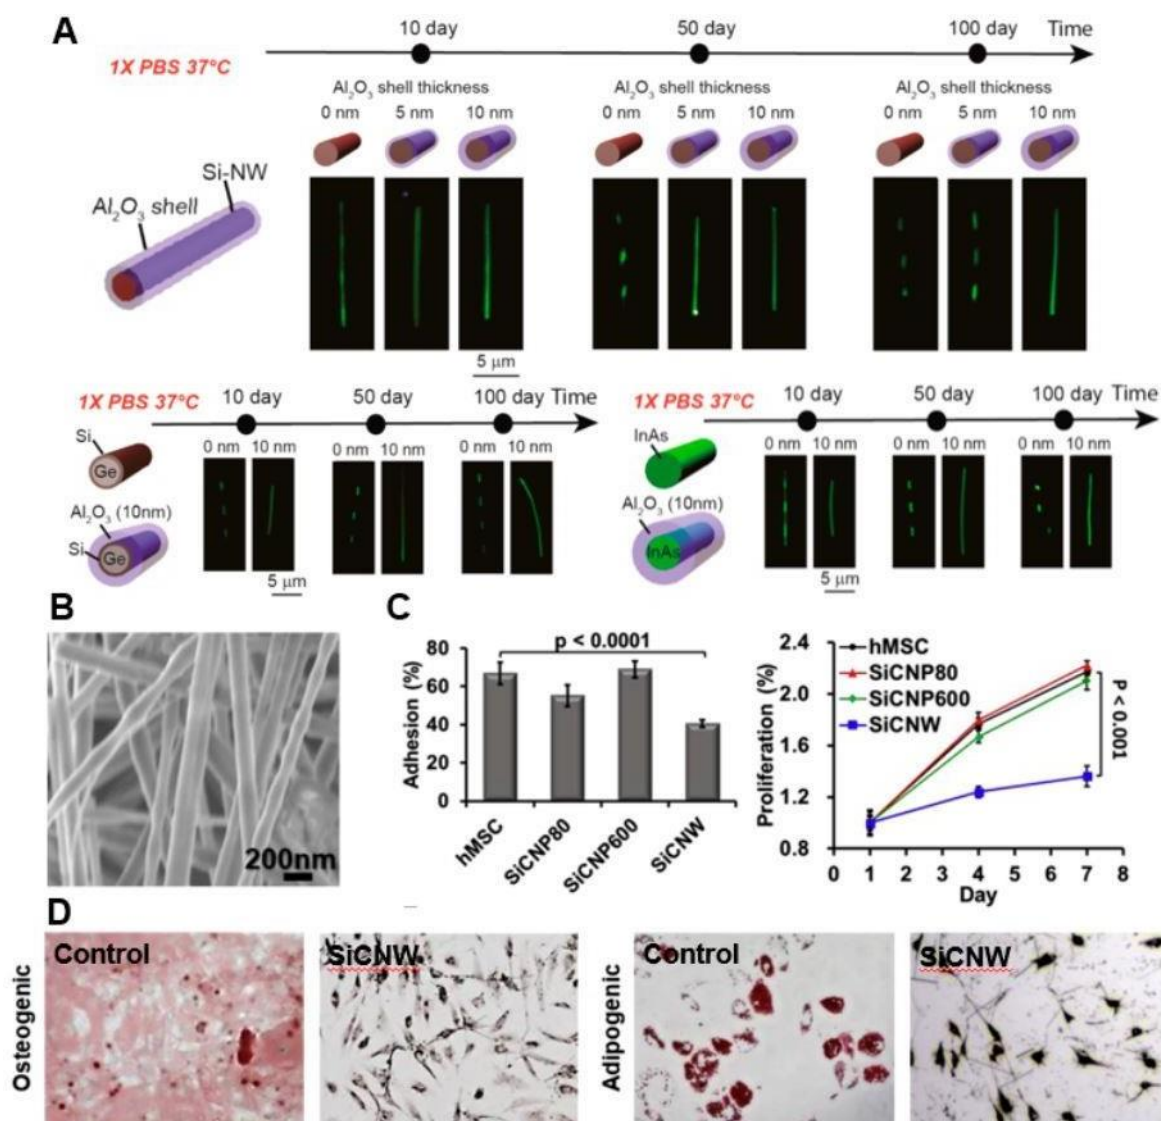 A
10 day 50 day 100 day Time
1X PBS 37°C
Al₂O₃ shell thickness Al₂O₃ shell thickness Al₂O₃ shell thickness
0 nm 5 nm 10 nm 0 nm 5 nm 10 nm 0 nm 5 nm 10 nm
Si-NW
Al₂O₃ shell
5 μm
1X PBS 37°C 10 day 50 day 100 day Time
Si
0 nm 10 nm 0 nm 10 nm 0 nm 10 nm
Ge
Al₂O₃ (10nm)
Si
Ge
5 μm
1X PBS 37°C 10 day 50 day 100 day Time
InAs
0 nm 10 nm 0 nm 10 nm 0 nm 10 nm
Al₂O₃ (10nm)
InAs
5 μm
B
200nm
C
p < 0.0001
Adhesion (%)
80
60
40
20
0
hMSC SiCNP80 SiCNP600 SiCNW
Proliferation (%)
2.4
2.0
1.6
1.2
0.8
hMSC
SiCNP80
SiCNP600
SiCNW
P < 0.001
0 1 2 3 4 5 6 7 8
Day
D
Osteogenic
Control
SiCNW
Adipogenic
Control
SiCNW